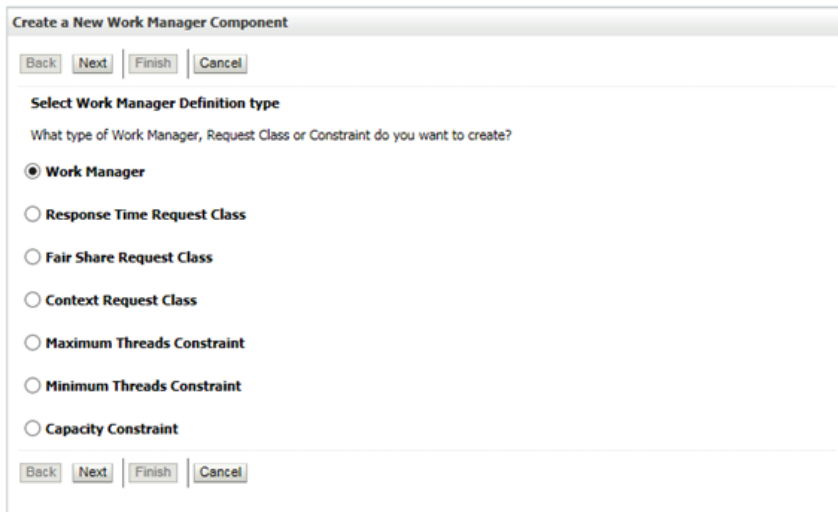 Create a New Work Manager Component
Back Next Finish Cancel
Select Work Manager Definition type
What type of Work Manager, Request Class or Constraint do you want to create?
Work Manager
Response Time Request Class
Fair Share Request Class
Context Request Class
Maximum Threads Constraint
Minimum Threads Constraint
Capacity Constraint
Back Next Finish Cancel